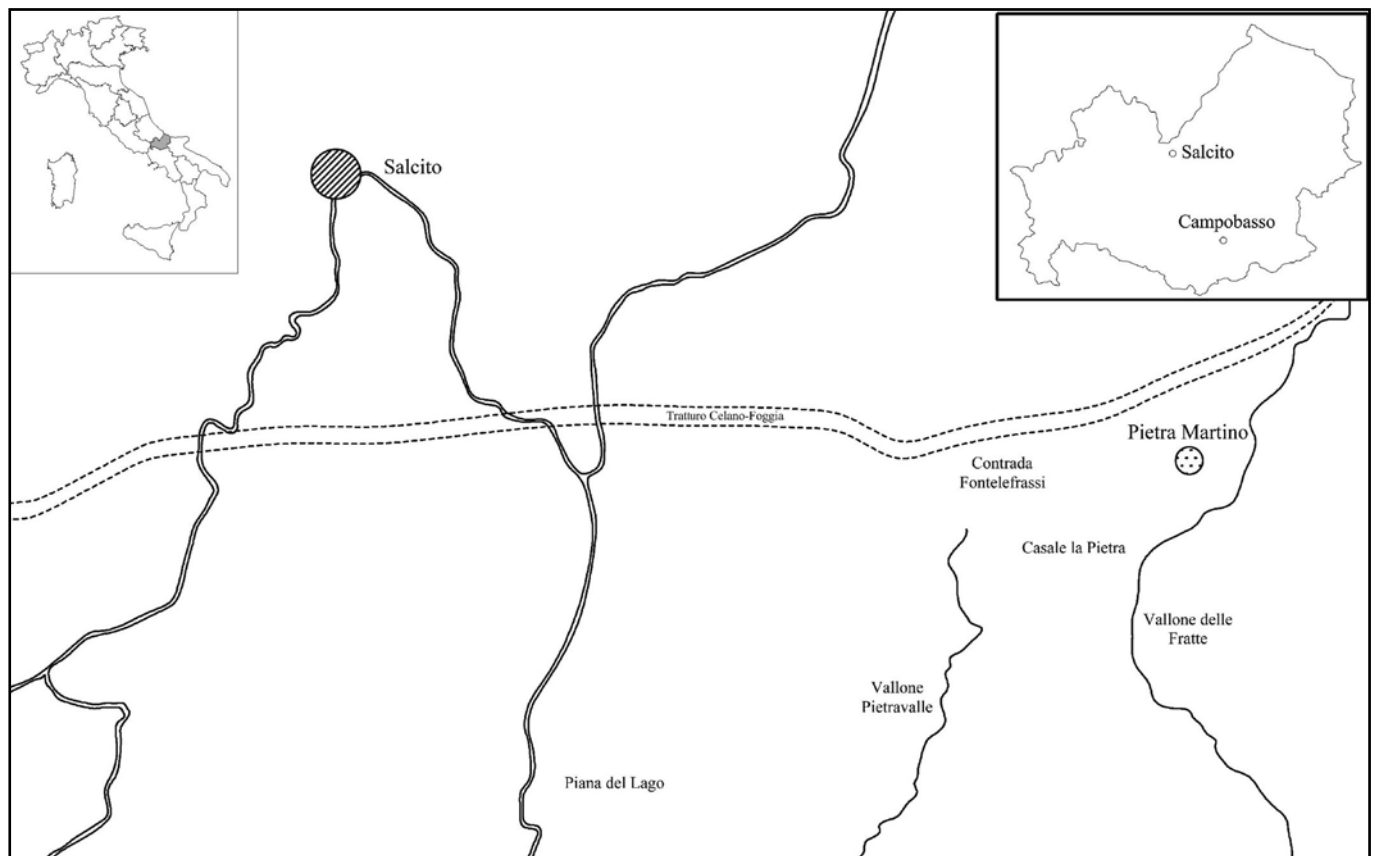 Salcito
Salcito
Campobasso
Tratturo Celano-Foggia
Pietra Martino
Contrada
Fontelefrassi
Casale la Pietra
Vallone delle
Fratte
Vallone
Pietravalle
Piana del Lago